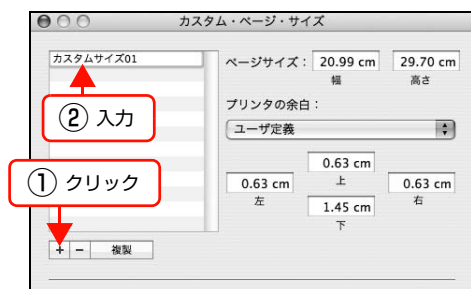 カスタム・ページ・サイズ
カスタムサイズ01
ページサイズ： 20.99 cm 29.70 cm
幅 高さ
② 入力
プリンタの余白：
ユーザ定義
① クリック
0.63 cm
上
0.63 cm 0.63 cm
左 右
1.45 cm
下
+ − 複製